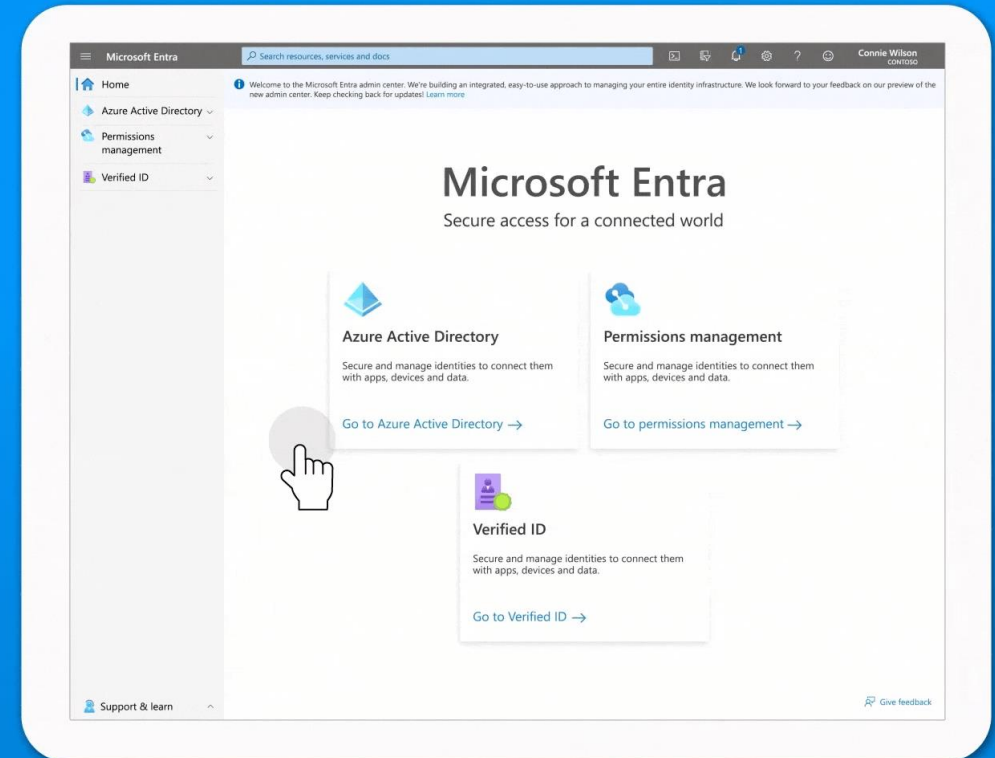 Microsoft Entra
Search resources, services and docs
1
?
Connie Wilson
CONTOSO
Home
Azure Active Directory
Permissions
management
Verified ID
Welcome to the Microsoft Entra admin center. We're building an integrated, easy-to-use approach to managing your entire identity infrastructure. We look forward to your feedback on our preview of the
new admin center. Keep checking back for updates! Learn more
Microsoft Entra
Secure access for a connected world
Azure Active Directory
Secure and manage identities to connect them
with apps, devices and data.
Go to Azure Active Directory →
Permissions management
Secure and manage identities to connect them
with apps, devices and data.
Go to permissions management →
Verified ID
Secure and manage identities to connect them
with apps, devices and data.
Go to Verified ID →
Support & learn
Give feedback